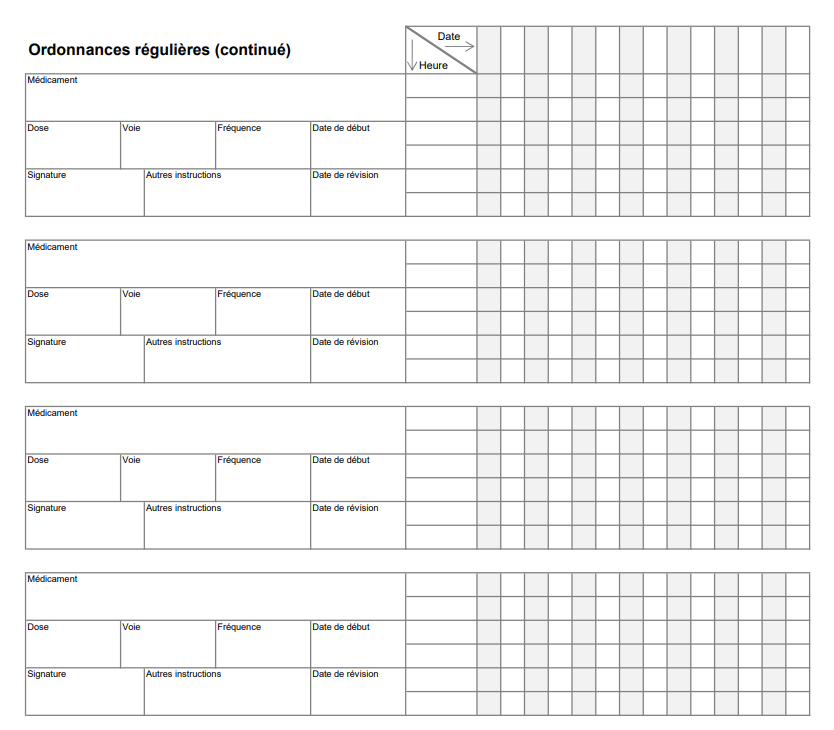 Ordonnances régulières (continué)
Date
Heure
Médicament
Dose Voie Fréquence Date de début
Signature Autres instructions Date de révision
Médicament
Dose Voie Fréquence Date de début
Signature Autres instructions Date de révision
Médicament
Dose Voie Fréquence Date de début
Signature Autres instructions Date de révision
Médicament
Dose Voie Fréquence Date de début
Signature Autres instructions Date de révision